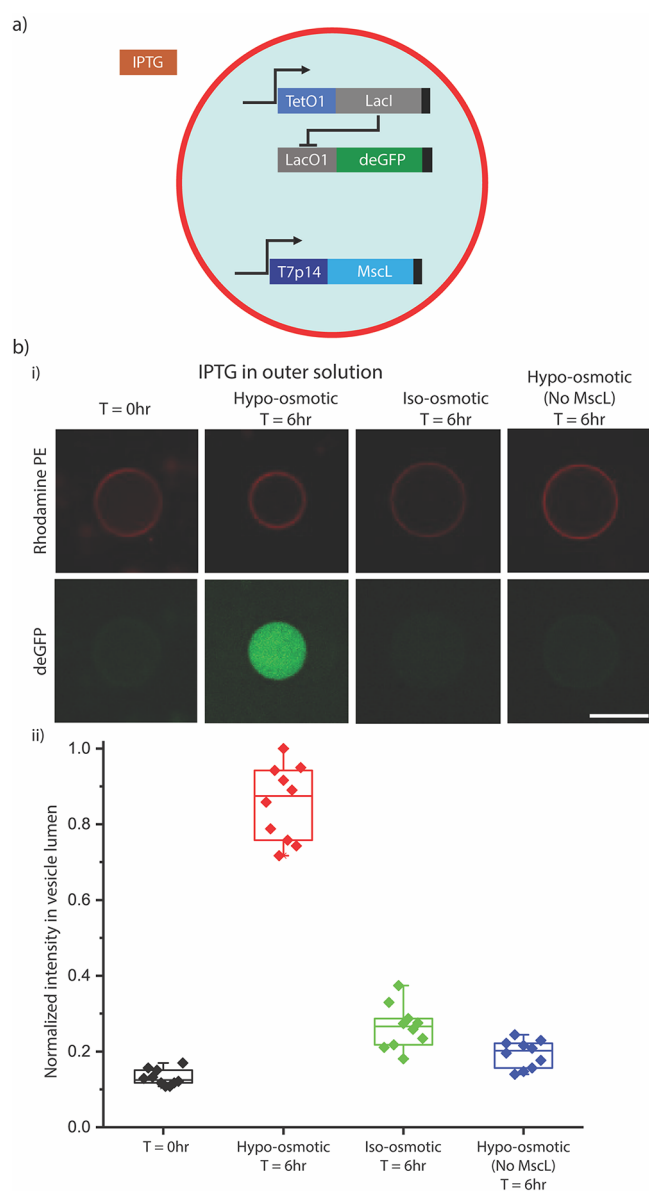 a)
IPTG
TetO1 LacI
LacO1 deGFP
T7p14 MscL
b)
i)
IPTG in outer solution
T = 0hr
Hypo-osmotic
T = 6hr
Iso-osmotic
T = 6hr
Hypo-osmotic
(No MscL)
T = 6hr
Rhodamine PE
deGFP
ii)
Normalized intensity in vesicle lumen
1.0
0.8
0.6
0.4
0.2
0.0
T = 0hr
Hypo-osmotic
T = 6hr
Iso-osmotic
T = 6hr
Hypo-osmotic
(No MscL)
T = 6hr